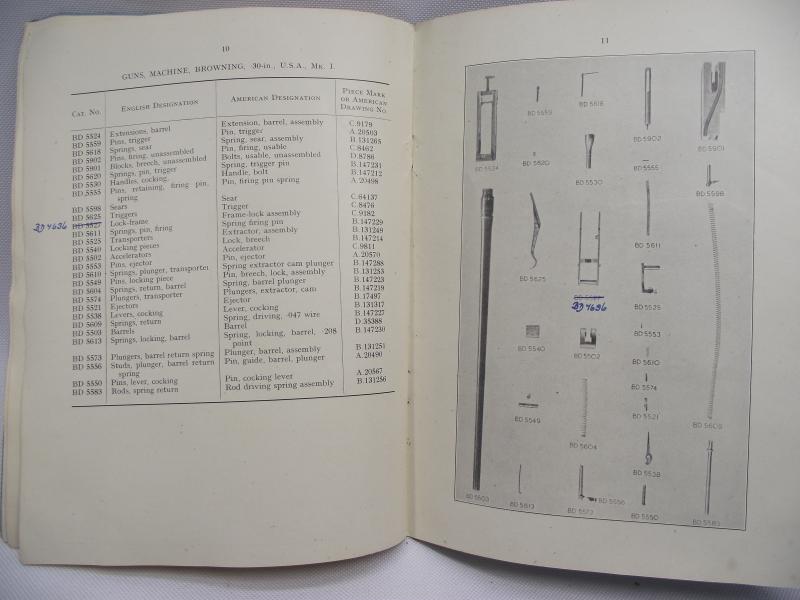 10
GUNS, MACHINE, BROWNING, ·30-in., U.S.A., MK. I.
CAT. No. ENGLISH DESIGNATION AMERICAN DESIGNATION PIECE MARK
OR AMERICAN
DRAWING No.
BD 5524 Extensions, barrel Extension, barrel, assembly C.9179
BD 5559 Pins, trigger Pin, trigger A.20503
BD 5618 Springs, sear Spring, sear, assembly B.131265
BD 5902 Pins, firing, unassembled Pin, firing, usable C.8462
BD 5901 Blocks, breech, unassembled Bolts, usable, unassembled D.8786
BD 5620 Springs, pin, trigger Spring, trigger pin B.147231
BD 5530 Handles, cocking, Handle, bolt B.147212
BD 5555 Pins, retaining, firing pin, Pin, firing pin spring A.20498
spring
BD 5598 Sears Sear C.64137
BD 5625 Triggers Trigger C.8476
BD 4696 BD 5527 Lock-frame Frame-lock assembly C.9182
BD 5611 Springs, pin, firing Spring firing pin B.147229
BD 5525 Transporters Extractor, assembly B.131249
BD 5540 Locking pieces Lock, breech B.147214
BD 5502 Accelerators Accelerator C.9811
BD 5553 Pins, ejector Pin, ejector A.20570
BD 5610 Springs, plunger, transporter Spring extractor cam plunger B.147288
BD 5549 Pins, locking piece Pin, breech, lock, assembly B.131253
BD 5604 Springs, return, barrel Spring, barrel plunger B.147223
BD 5574 Plungers, transporter Plungers, extractor, cam B.147219
BD 5521 Ejectors Ejector B.17497
BD 5538 Levers, cocking Lever, cocking B.131317
BD 5609 Springs, return Spring, driving, ·047 wire B.147227
BD 5503 Barrels Barrel D.35388
BD 5613 Springs, locking, barrel Spring, locking, barrel, ·208 B.147230
point
BD 5573 Plungers, barrel return spring Plunger, barrel, assembly B.131251
BD 5556 Studs, plunger, barrel return Pin, guide, barrel, plunger A.20490
spring
BD 5550 Pins, lever, cocking Pin, cocking lever A.20567
BD 5583 Rods, spring return Rod driving spring assembly B.131256
11
BD 5559
BD 5618
BD 5902
BD 5901
BD 5524
BD 5620
BD 5530
BD 5555
BD 5598
BD 5611
BD 5625
BD 5527
BD 4696
BD 5525
BD 5553
BD 5540
BD 5502
BD 5610
BD 5574
BD 5549
BD 5521
BD 5604
BD 5609
BD 5538
BD 5503
BD 5613
BD 5573
BD 5556
BD 5550
BD 5583